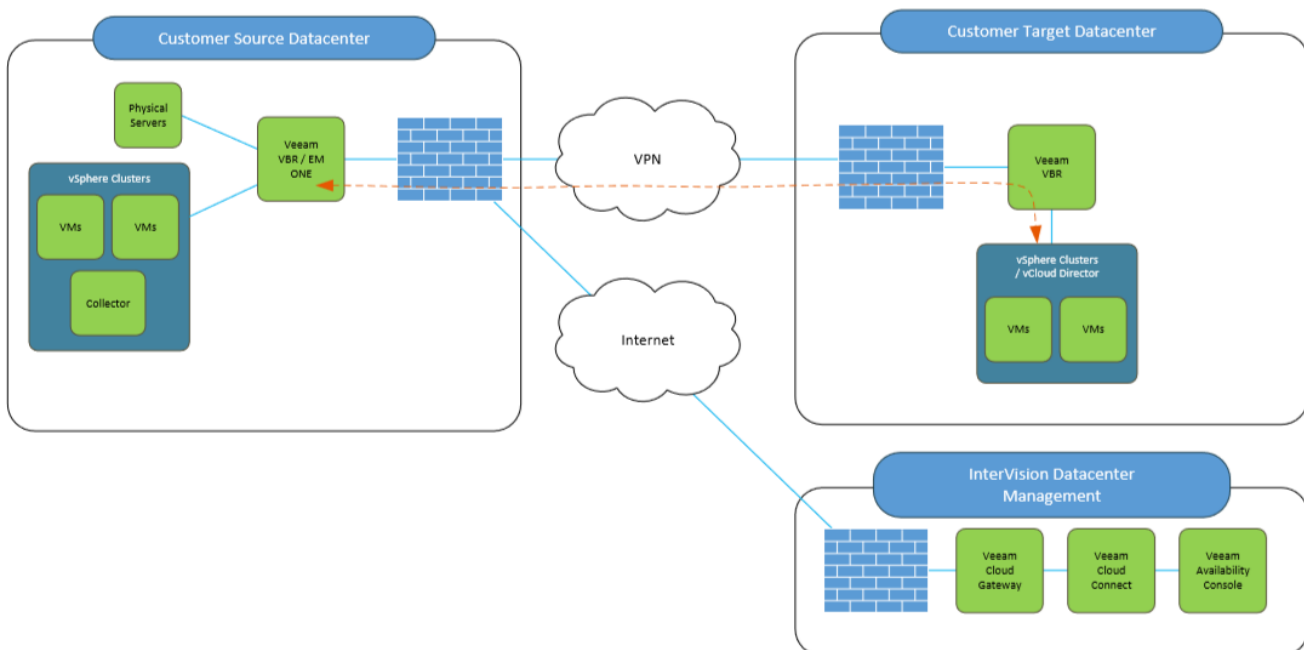 Customer Source Datacenter
Physical
Servers
Veeam
VBR / EM
ONE
vSphere Clusters
VMs
VMs
Collector
VPN
Internet
Customer Target Datacenter
Veeam
VBR
vSphere Clusters
/ vCloud Director
VMs
VMs
InterVision Datacenter
Management
Veeam
Cloud
Gateway
Veeam
Cloud
Connect
Veeam
Availability
Console